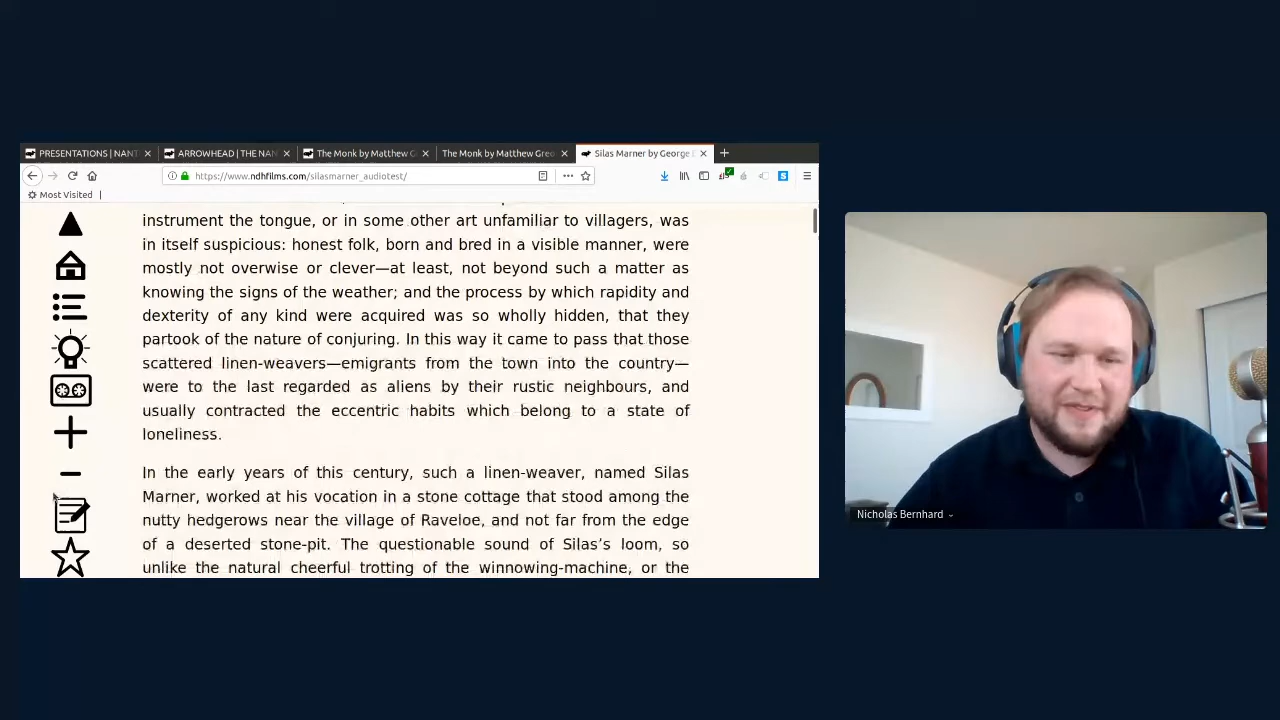 PRESENTATIONS | NANT
ARROWHEAD | THE NAN
The Monk by Matthew G
The Monk by Matthew Greg
Silas Marner by George E
https://www.ndhfilms.com/silasmarner_audiotest/
Most Visited
instrument the tongue, or in some other art unfamiliar to villagers, was
in itself suspicious: honest folk, born and bred in a visible manner, were
mostly not overwise or clever—at least, not beyond such a matter as
knowing the signs of the weather; and the process by which rapidity and
dexterity of any kind were acquired was so wholly hidden, that they
partook of the nature of conjuring. In this way it came to pass that those
scattered linen-weavers—emigrants from the town into the country—
were to the last regarded as aliens by their rustic neighbours, and
usually contracted the eccentric habits which belong to a state of
loneliness.
In the early years of this century, such a linen-weaver, named Silas
Marner, worked at his vocation in a stone cottage that stood among the
nutty hedgerows near the village of Raveloe, and not far from the edge
of a deserted stone-pit. The questionable sound of Silas’s loom, so
unlike the natural cheerful trotting of the winnowing-machine, or the
Nicholas Bernhard